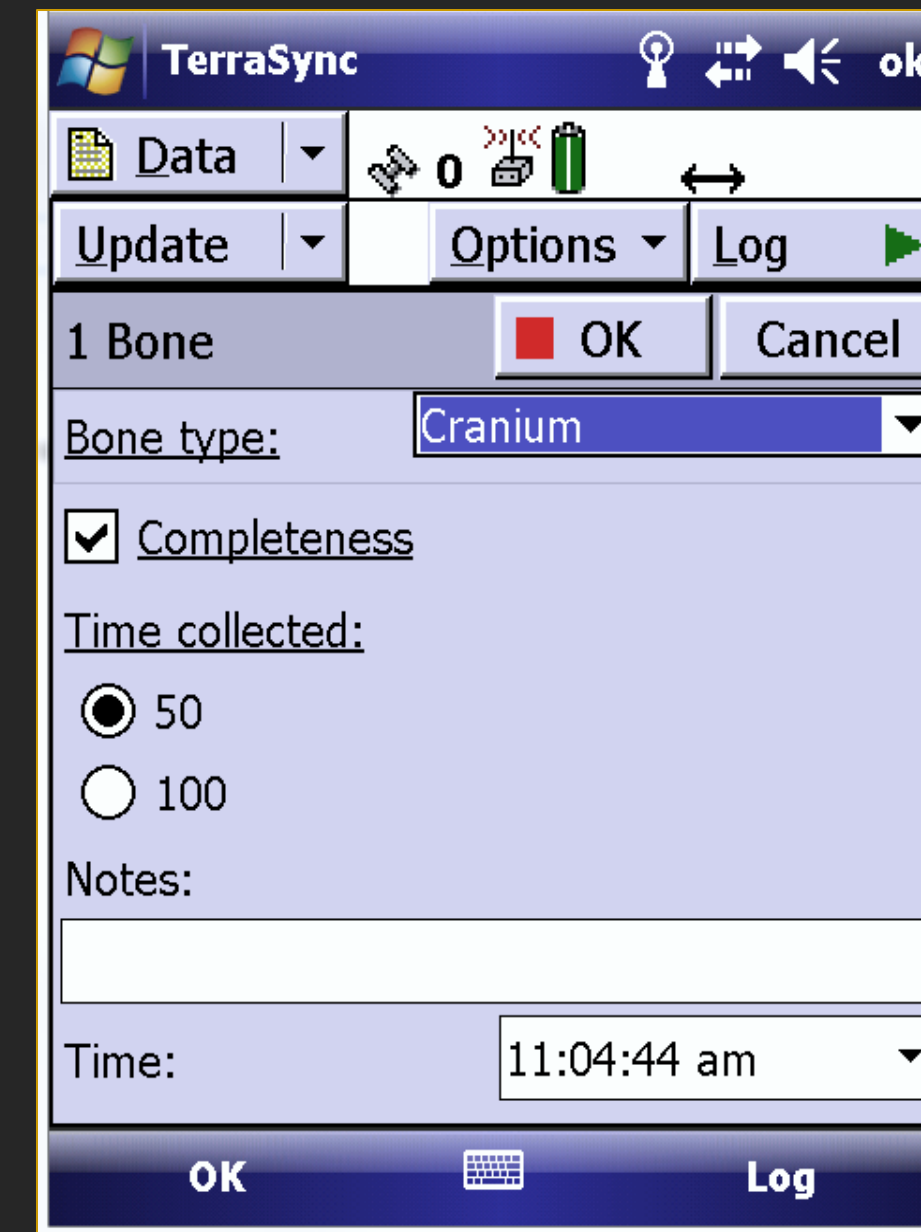 TerraSync ok
Data 0
Update Options Log
1 Bone OK Cancel
Bone type: Cranium
Completeness
Time collected:
50
100
Notes:
Time: 11:04:44 am
OK Log